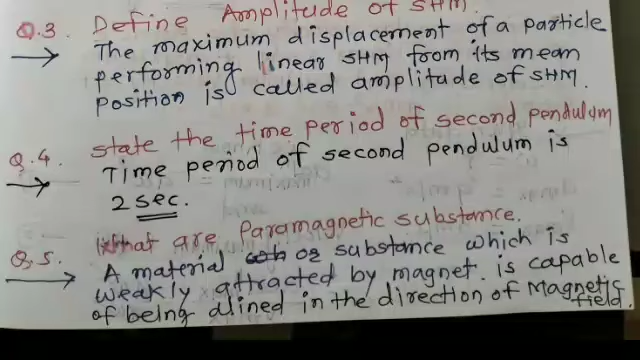 Q.3. Define Amplitude of SHM.
→ The maximum displacement of a particle
performing linear SHM from its mean
position is called amplitude of SHM.
Q.4. State the time period of second pendulum
→ Time period of second pendulum is
2 sec.
Q.5. What are Paramagnetic substance.
→ A material or substance which is
weakly attracted by magnet. is capable
of being alined in the direction of Magnetic
field.